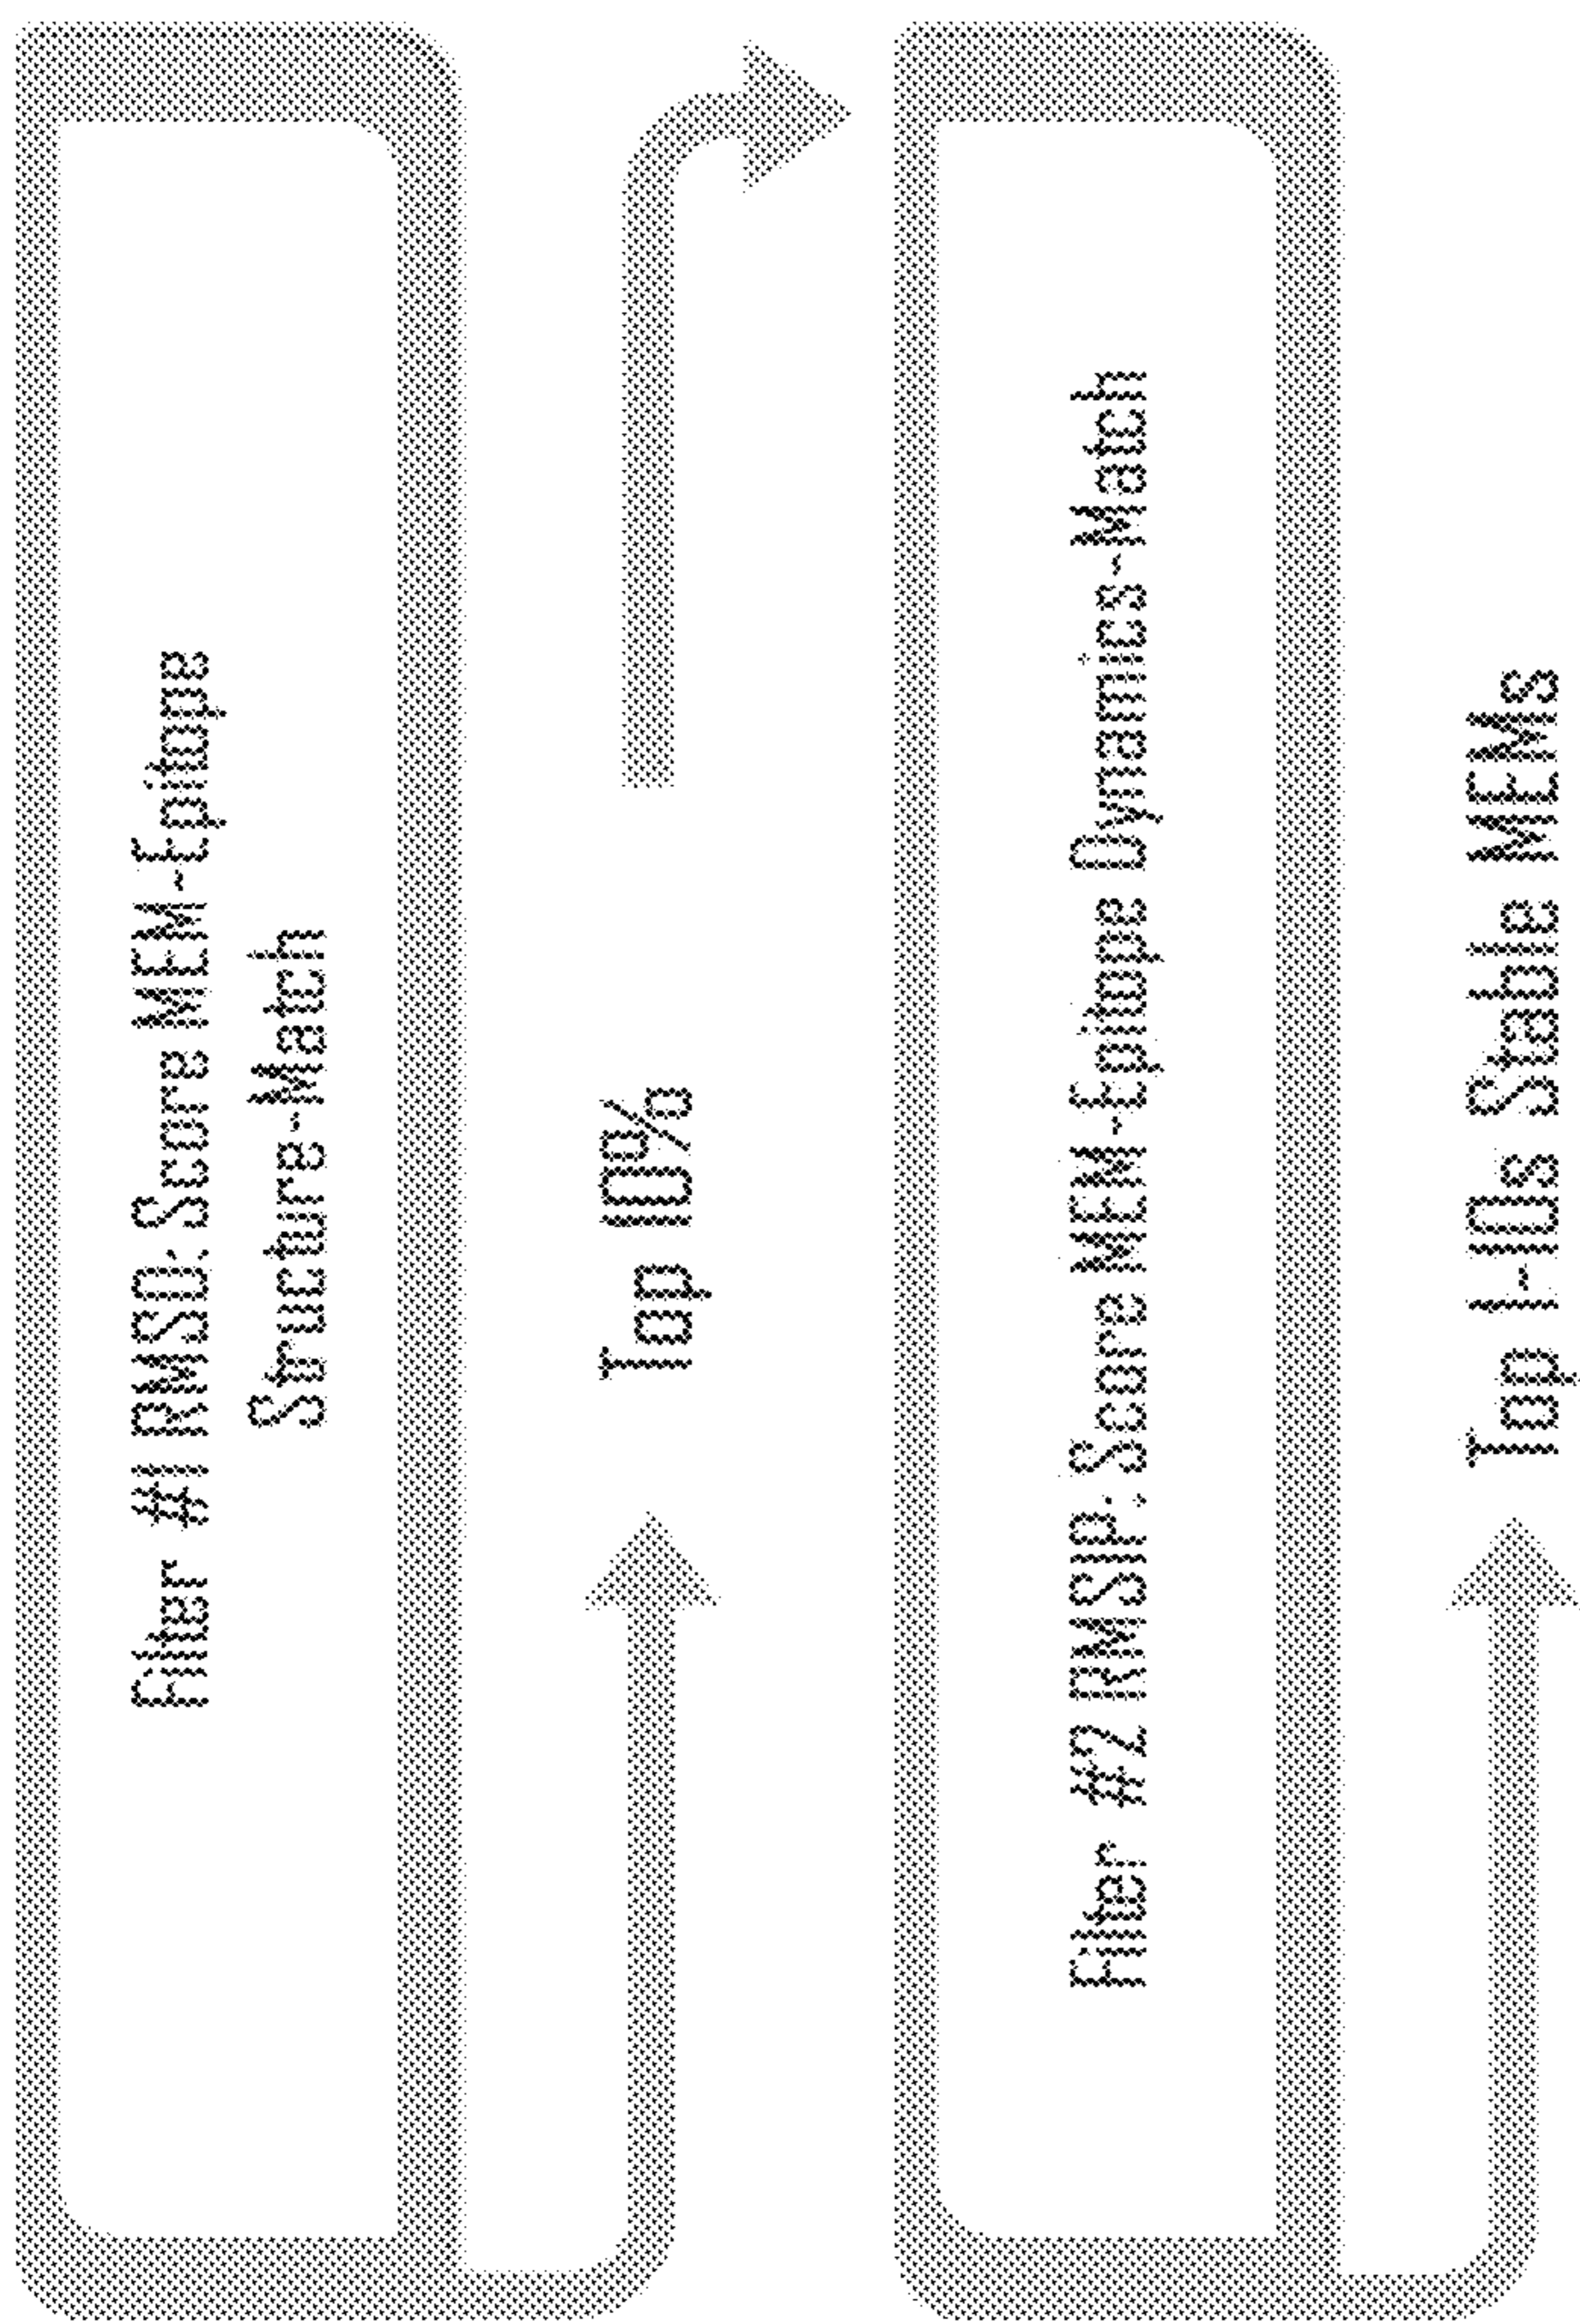 Filter #1 RMSD: Score MEM-Epitope
Structure-Match
Top 10%
Filter #2 RMSIP: Score MEM-Epitope Dynamics-Match
Top 1-10s Stable MEMs